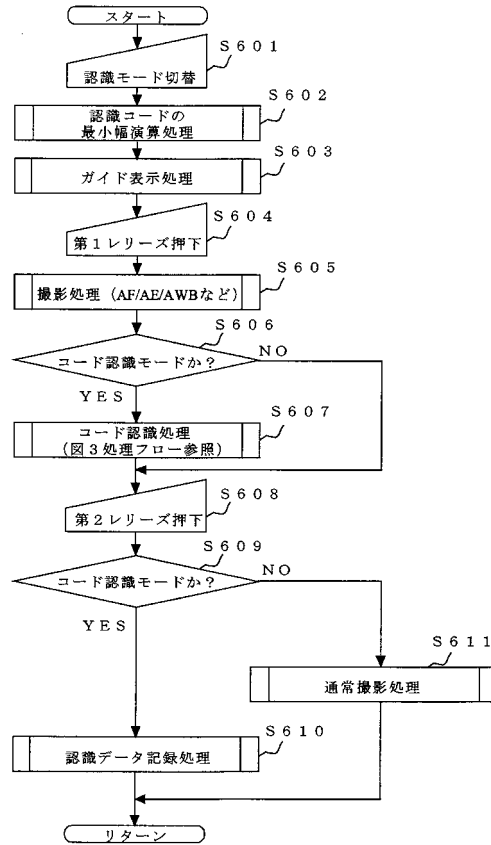 スタート
S601
認識モード切替
S602
認識コードの
最小幅演算処理
S603
ガイド表示処理
S604
第1レリーズ押下
S605
撮影処理（AF/AE/AWBなど）
S606
コード認識モードか？
NO
YES
S607
コード認識処理
（図3処理フロー参照）
S608
第2レリーズ押下
S609
コード認識モードか？
NO
YES
S611
通常撮影処理
S610
認識データ記録処理
リターン